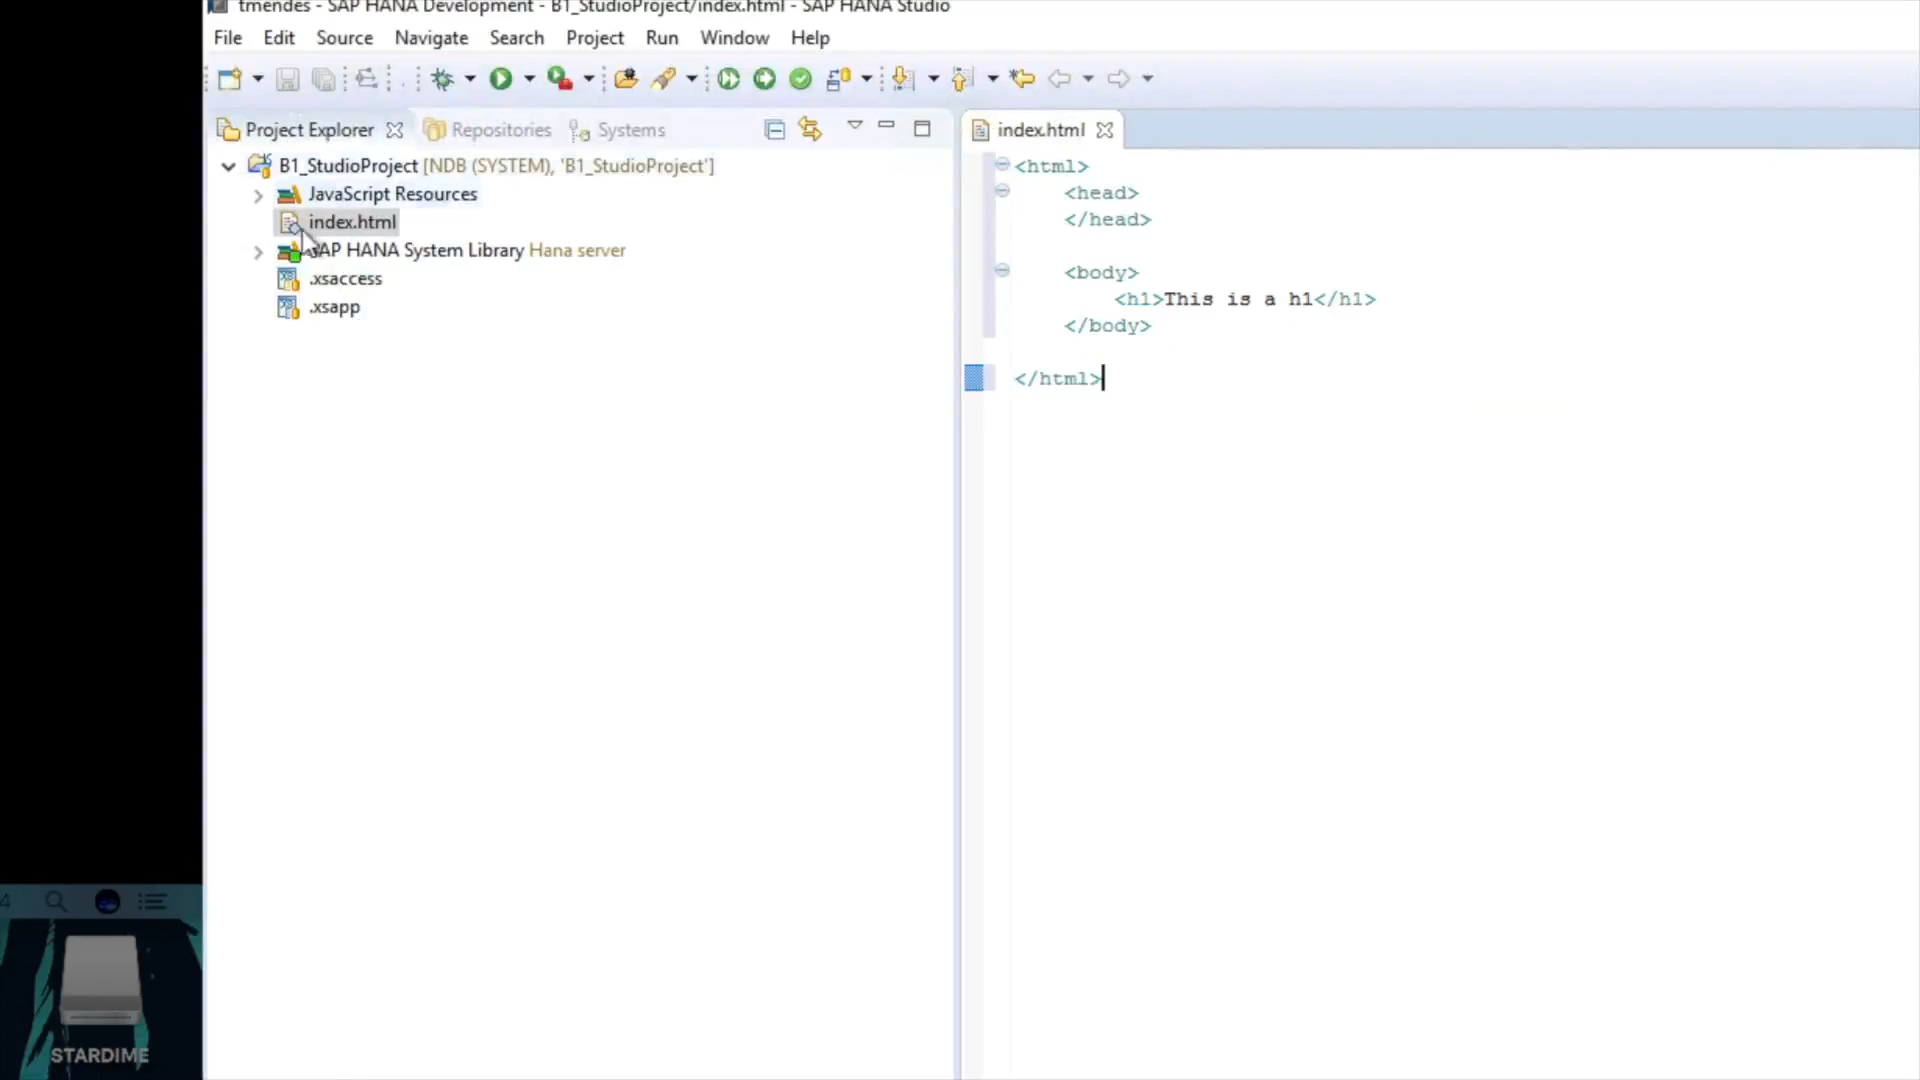 tmendes - SAP HANA Development - B1_StudioProject/index.html - SAP HANA Studio
File Edit Source Navigate Search Project Run Window Help
Project Explorer Repositories Systems
B1_StudioProject [NDB (SYSTEM), 'B1_StudioProject']
JavaScript Resources
index.html
SAP HANA System Library Hana server
.xsaccess
.xsapp
index.html
<html>
<head>
</head>
<body>
<h1>This is a h1</h1>
</body>
</html>
4
STARDIME